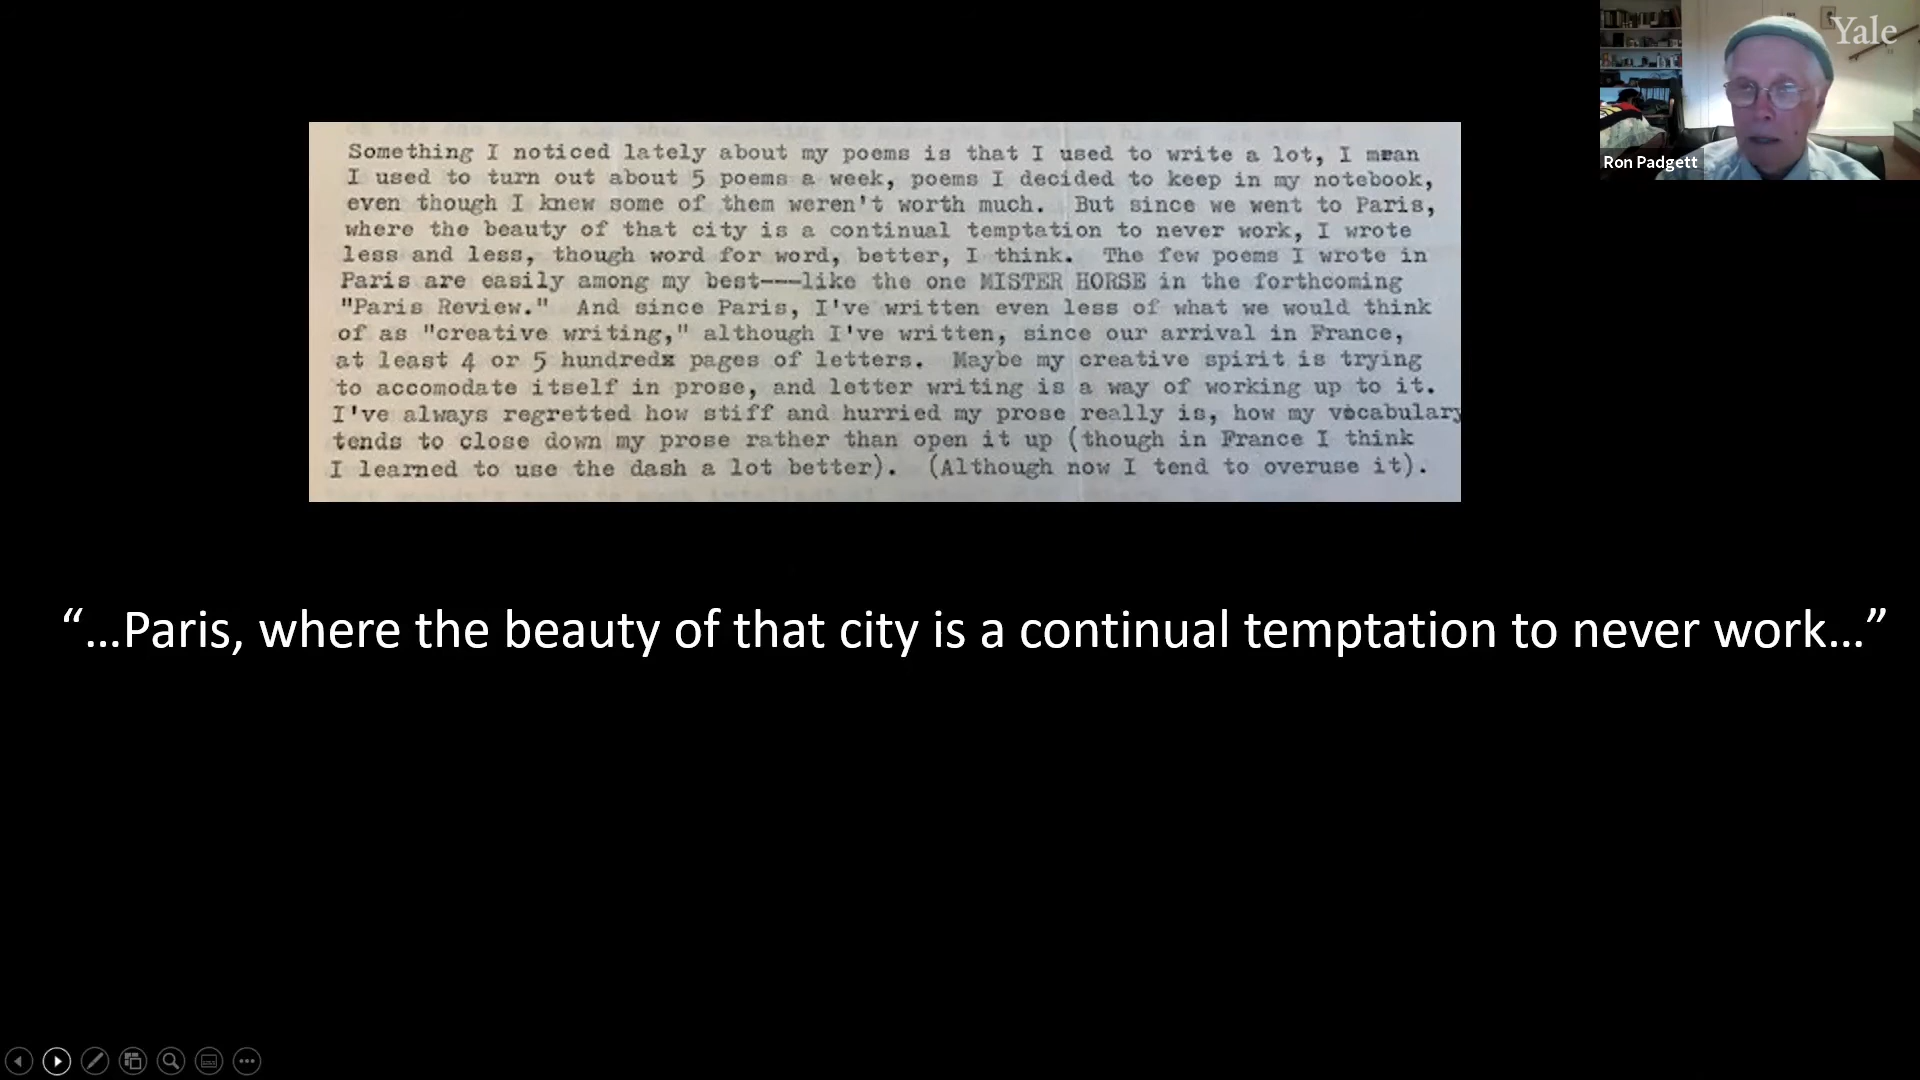 Yale
Ron Padgett
Something I noticed lately about my poems is that I used to write a lot, I mean
I used to turn out about 5 poems a week, poems I decided to keep in my notebook,
even though I knew some of them weren't worth much. But since we went to Paris,
where the beauty of that city is a continual temptation to never work, I wrote
less and less, though word for word, better, I think. The few poems I wrote in
Paris are easily among my best---like the one MISTER HORSE in the forthcoming
"Paris Review." And since Paris, I've written even less of what we would think
of as "creative writing," although I've written, since our arrival in France,
at least 4 or 5 hundredx pages of letters. Maybe my creative spirit is trying
to accomodate itself in prose, and letter writing is a way of working up to it.
I've always regretted how stiff and hurried my prose really is, how my vocabulary
tends to close down my prose rather than open it up (though in France I think
I learned to use the dash a lot better). (Although now I tend to overuse it).
“…Paris, where the beauty of that city is a continual temptation to never work…”